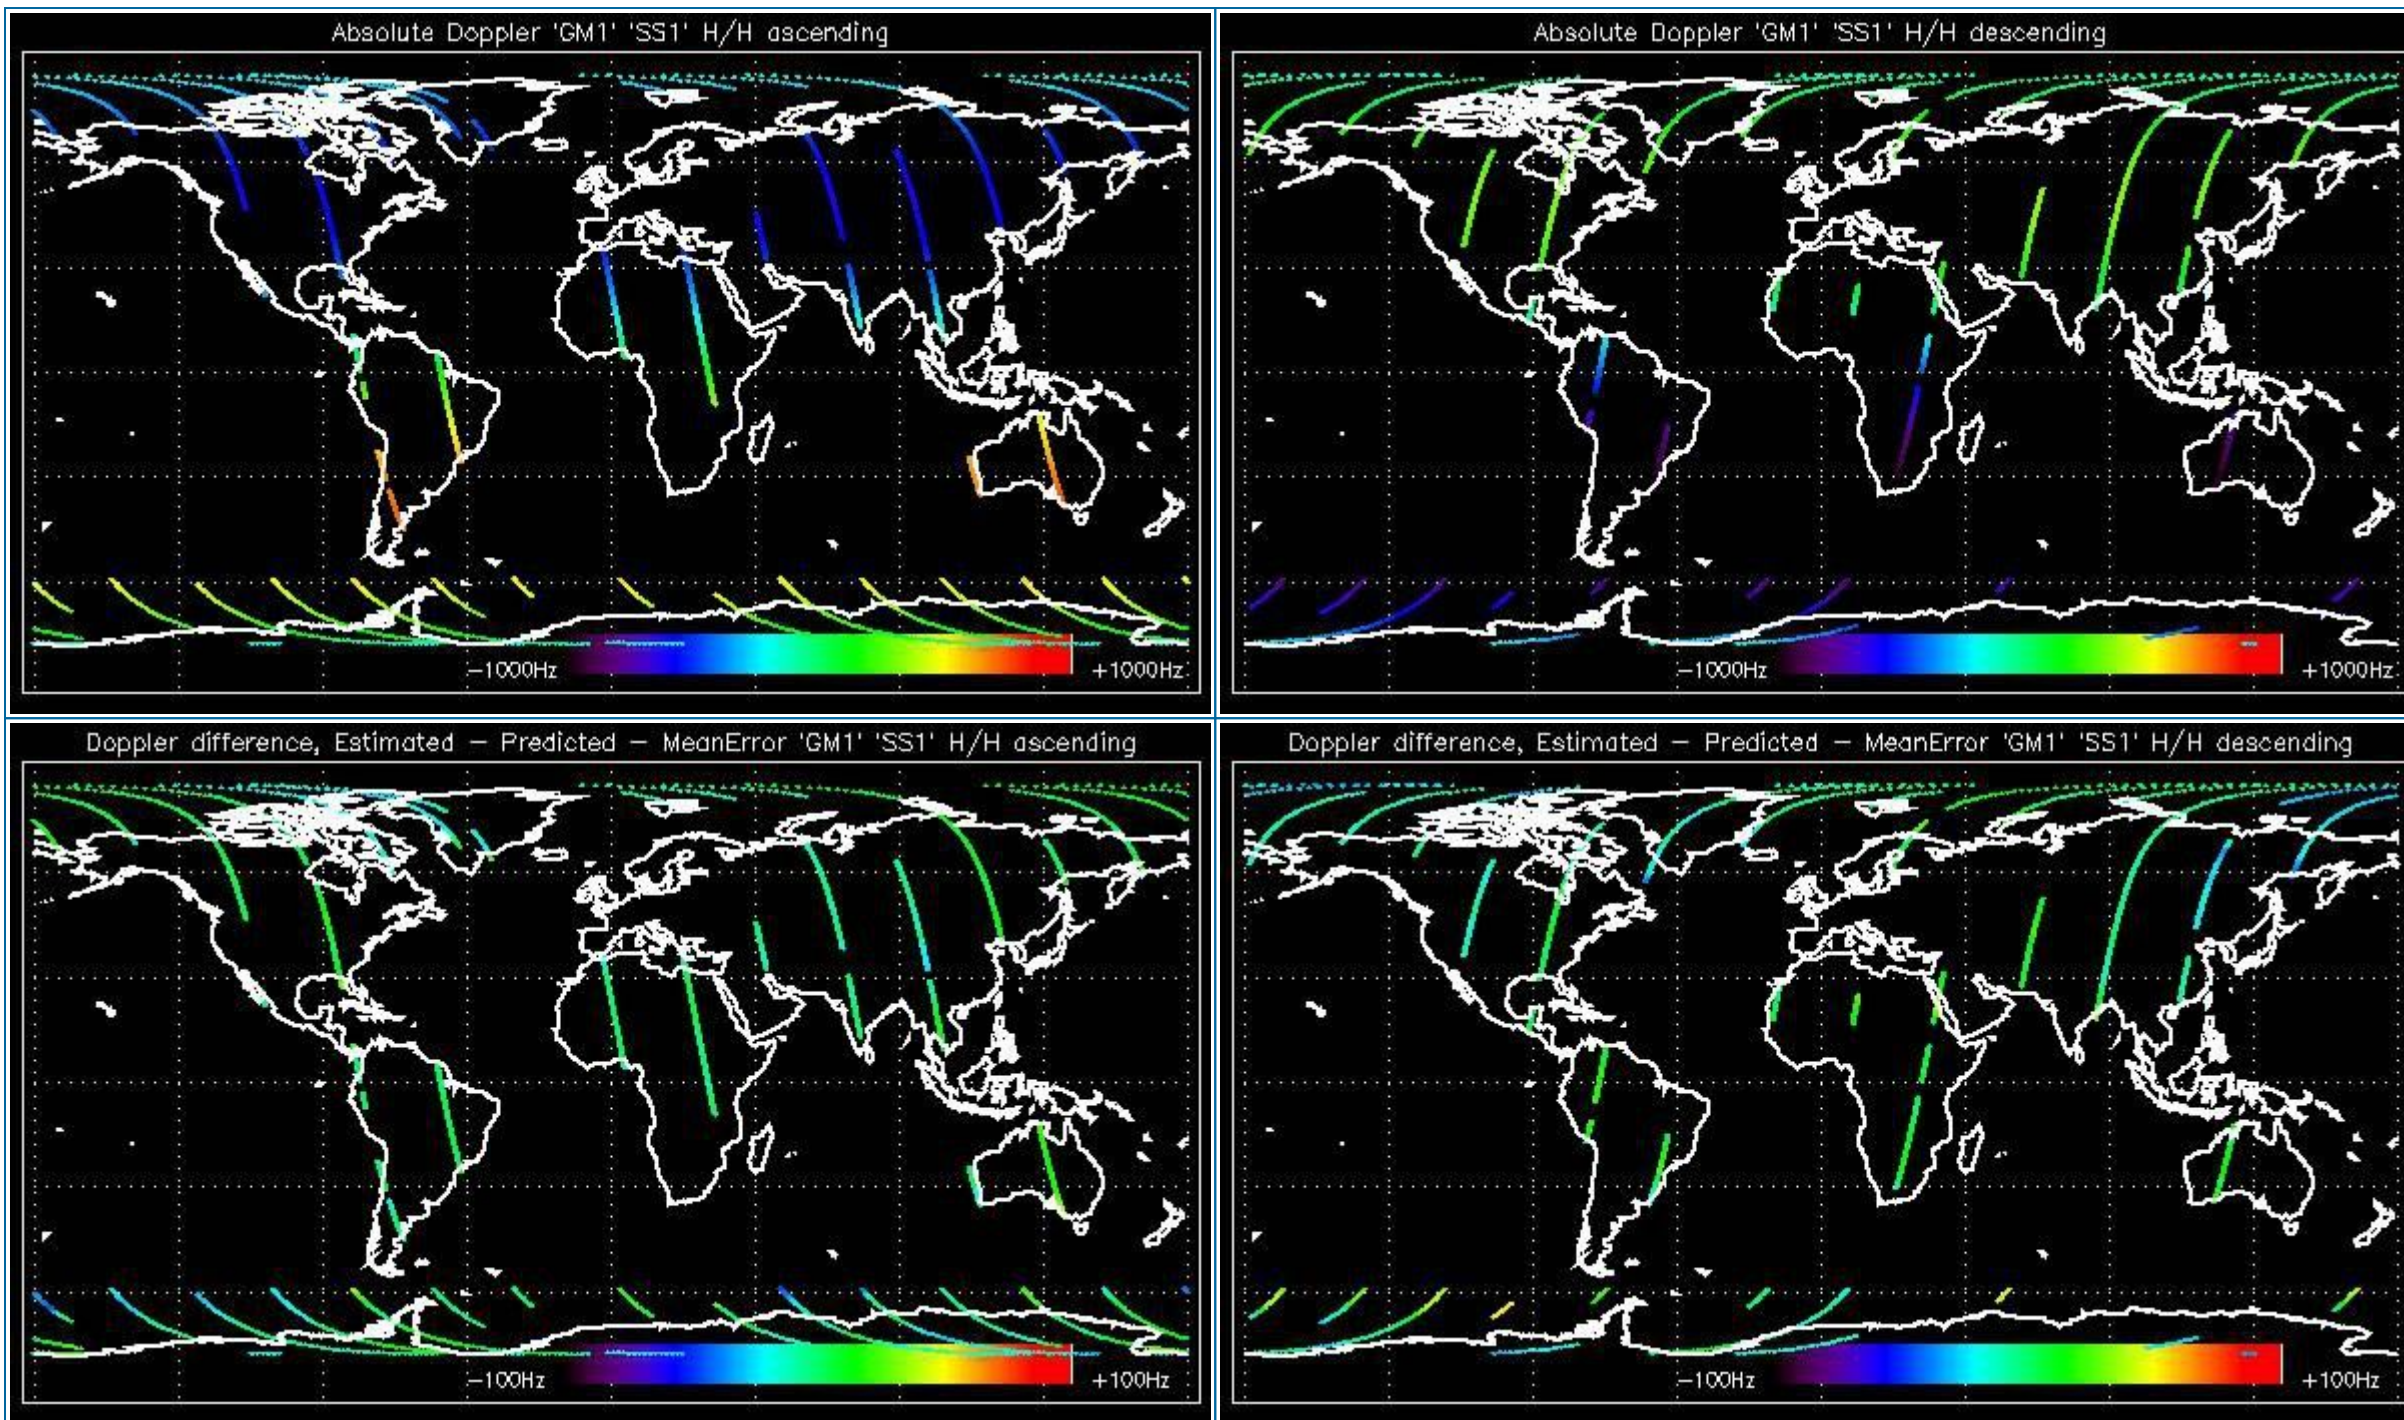 Absolute Doppler 'GM1' 'SS1' H/H ascending
−1000Hz
+1000Hz
Absolute Doppler 'GM1' 'SS1' H/H descending
−1000Hz
+1000Hz
Doppler difference, Estimated − Predicted − MeanError 'GM1' 'SS1' H/H ascending
−100Hz
+100Hz
Doppler difference, Estimated − Predicted − MeanError 'GM1' 'SS1' H/H descending
−100Hz
+100Hz